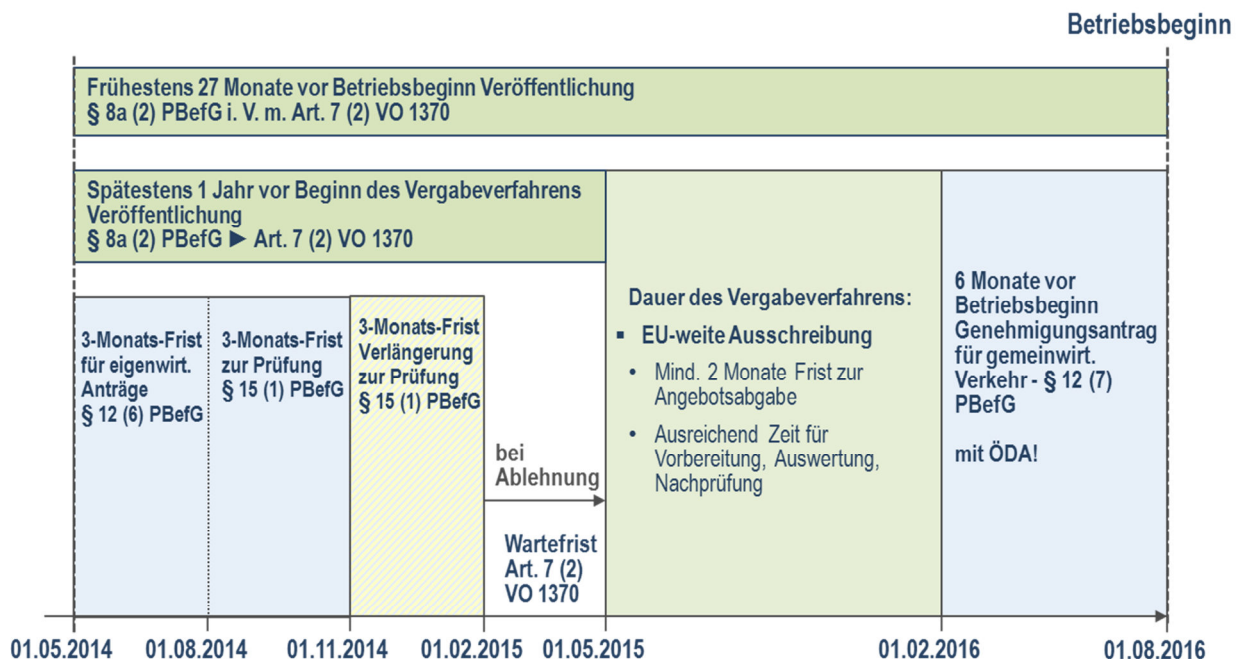 Betriebsbeginn
Frühestens 27 Monate vor Betriebsbeginn Veröffentlichung
§ 8a (2) PBefG i. V. m. Art. 7 (2) VO 1370
Spätestens 1 Jahr vor Beginn des Vergabeverfahrens
Veröffentlichung
§ 8a (2) PBefG ► Art. 7 (2) VO 1370
3-Monats-Frist
für eigenwirt.
Anträge
§ 12 (6) PBefG
3-Monats-Frist
zur Prüfung
§ 15 (1) PBefG
3-Monats-Frist
Verlängerung
zur Prüfung
§ 15 (1) PBefG
bei
Ablehnung
Wartefrist
Art. 7 (2)
VO 1370
Dauer des Vergabeverfahrens:
▪ EU-weite Ausschreibung
• Mind. 2 Monate Frist zur
Angebotsabgabe
• Ausreichend Zeit für
Vorbereitung, Auswertung,
Nachprüfung
6 Monate vor
Betriebsbeginn
Genehmigungsantrag
für gemeinwirt.
Verkehr - § 12 (7)
PBefG
mit ÖDA!
01.05.2014 01.08.2014 01.11.2014 01.02.2015 01.05.2015 01.02.2016 01.08.2016